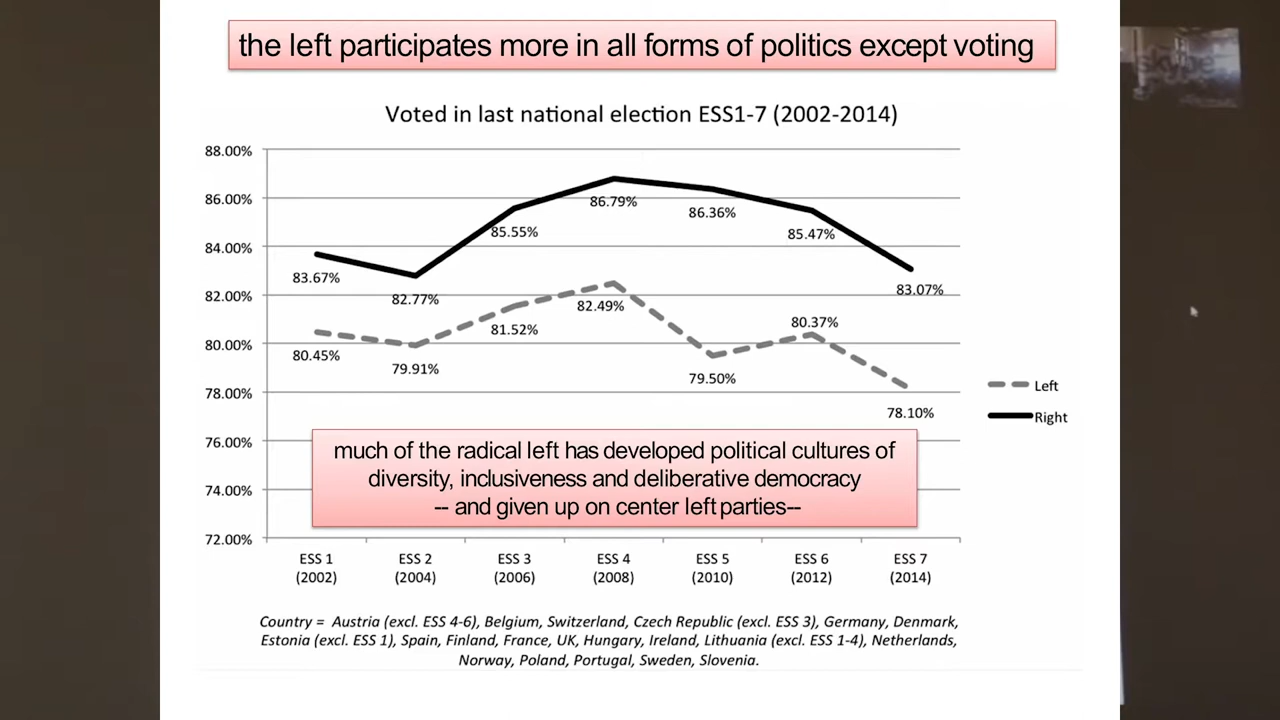 the left participates more in all forms of politics except voting
skype
Voted in last national election ESS1-7 (2002-2014)
88.00%
86.00%
84.00%
82.00%
80.00%
78.00%
76.00%
74.00%
72.00%
83.67%
82.77%
85.55%
86.79%
86.36%
85.47%
83.07%
80.45%
79.91%
81.52%
82.49%
79.50%
80.37%
78.10%
Left
Right
much of the radical left has developed political cultures of
diversity, inclusiveness and deliberative democracy
-- and given up on center left parties--
ESS 1
(2002)
ESS 2
(2004)
ESS 3
(2006)
ESS 4
(2008)
ESS 5
(2010)
ESS 6
(2012)
ESS 7
(2014)
Country = Austria (excl. ESS 4-6), Belgium, Switzerland, Czech Republic (excl. ESS 3), Germany, Denmark,
Estonia (excl. ESS 1), Spain, Finland, France, UK, Hungary, Ireland, Lithuania (excl. ESS 1-4), Netherlands,
Norway, Poland, Portugal, Sweden, Slovenia.